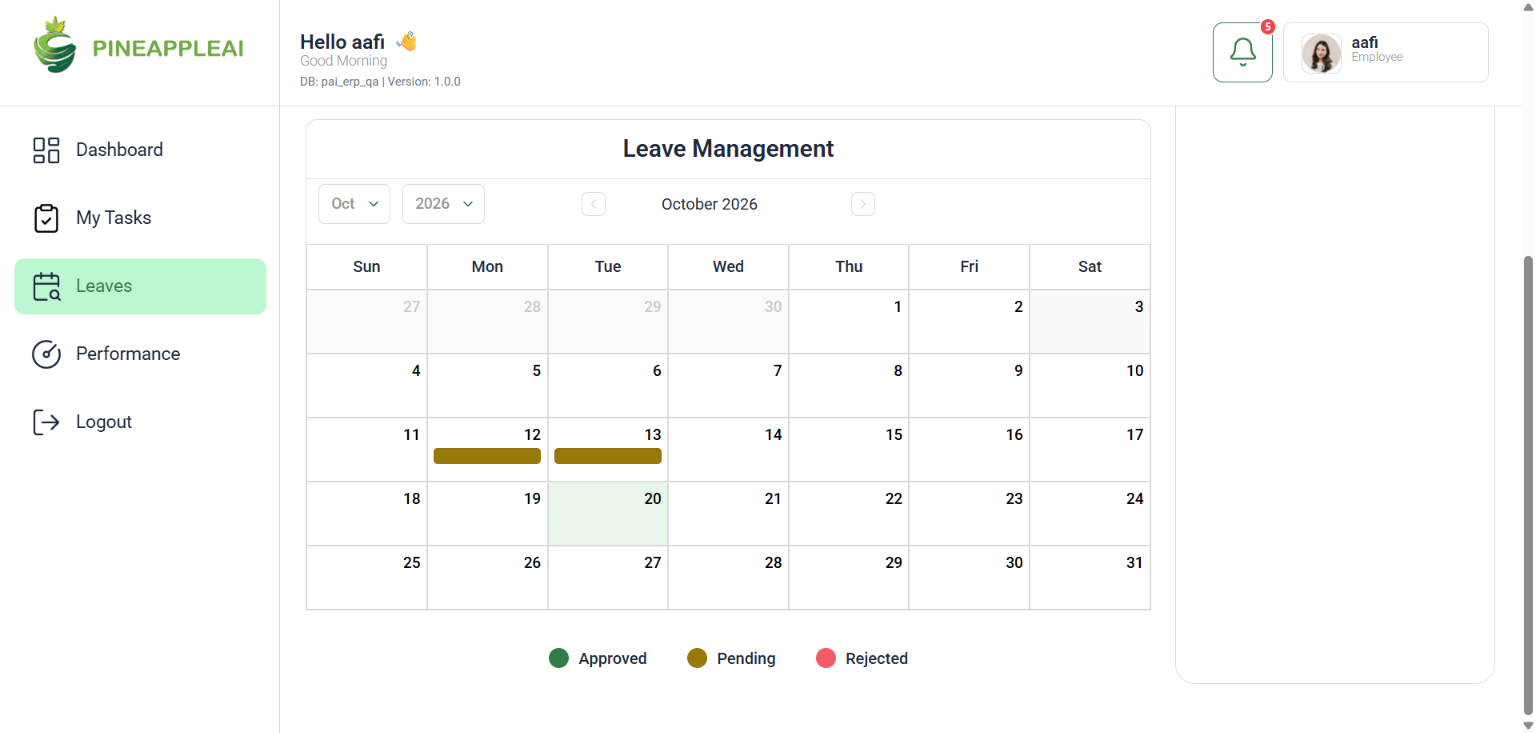 PINEAPPLEAI
Hello aafi 👋
Good Morning
DB: pai_erp_qa | Version: 1.0.0
5
aafi
Employee
Dashboard
My Tasks
Leaves
Performance
Logout
Leave Management
Oct 2026 October 2026
Sun Mon Tue Wed Thu Fri Sat
27 28 29 30 1 2 3
4 5 6 7 8 9 10
11 12 13 14 15 16 17
18 19 20 21 22 23 24
25 26 27 28 29 30 31
Approved Pending Rejected